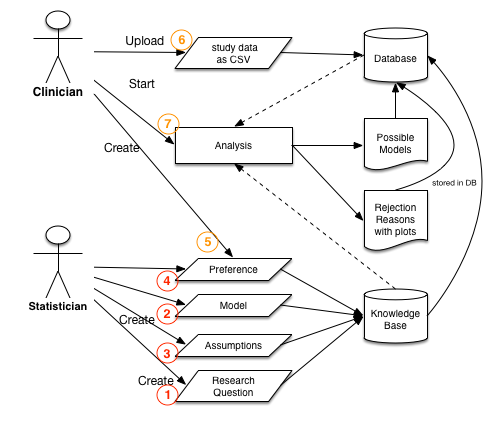 Upload
6
study data
as CSV
Database
Clinician
Start
7
Create
Analysis
Possible
Models
stored in DB
Rejection
Reasons
with plots
5
Preference
4
Statistician
2
Model
Create
Knowledge
Base
3
Assumptions
Create
1
Research
Question